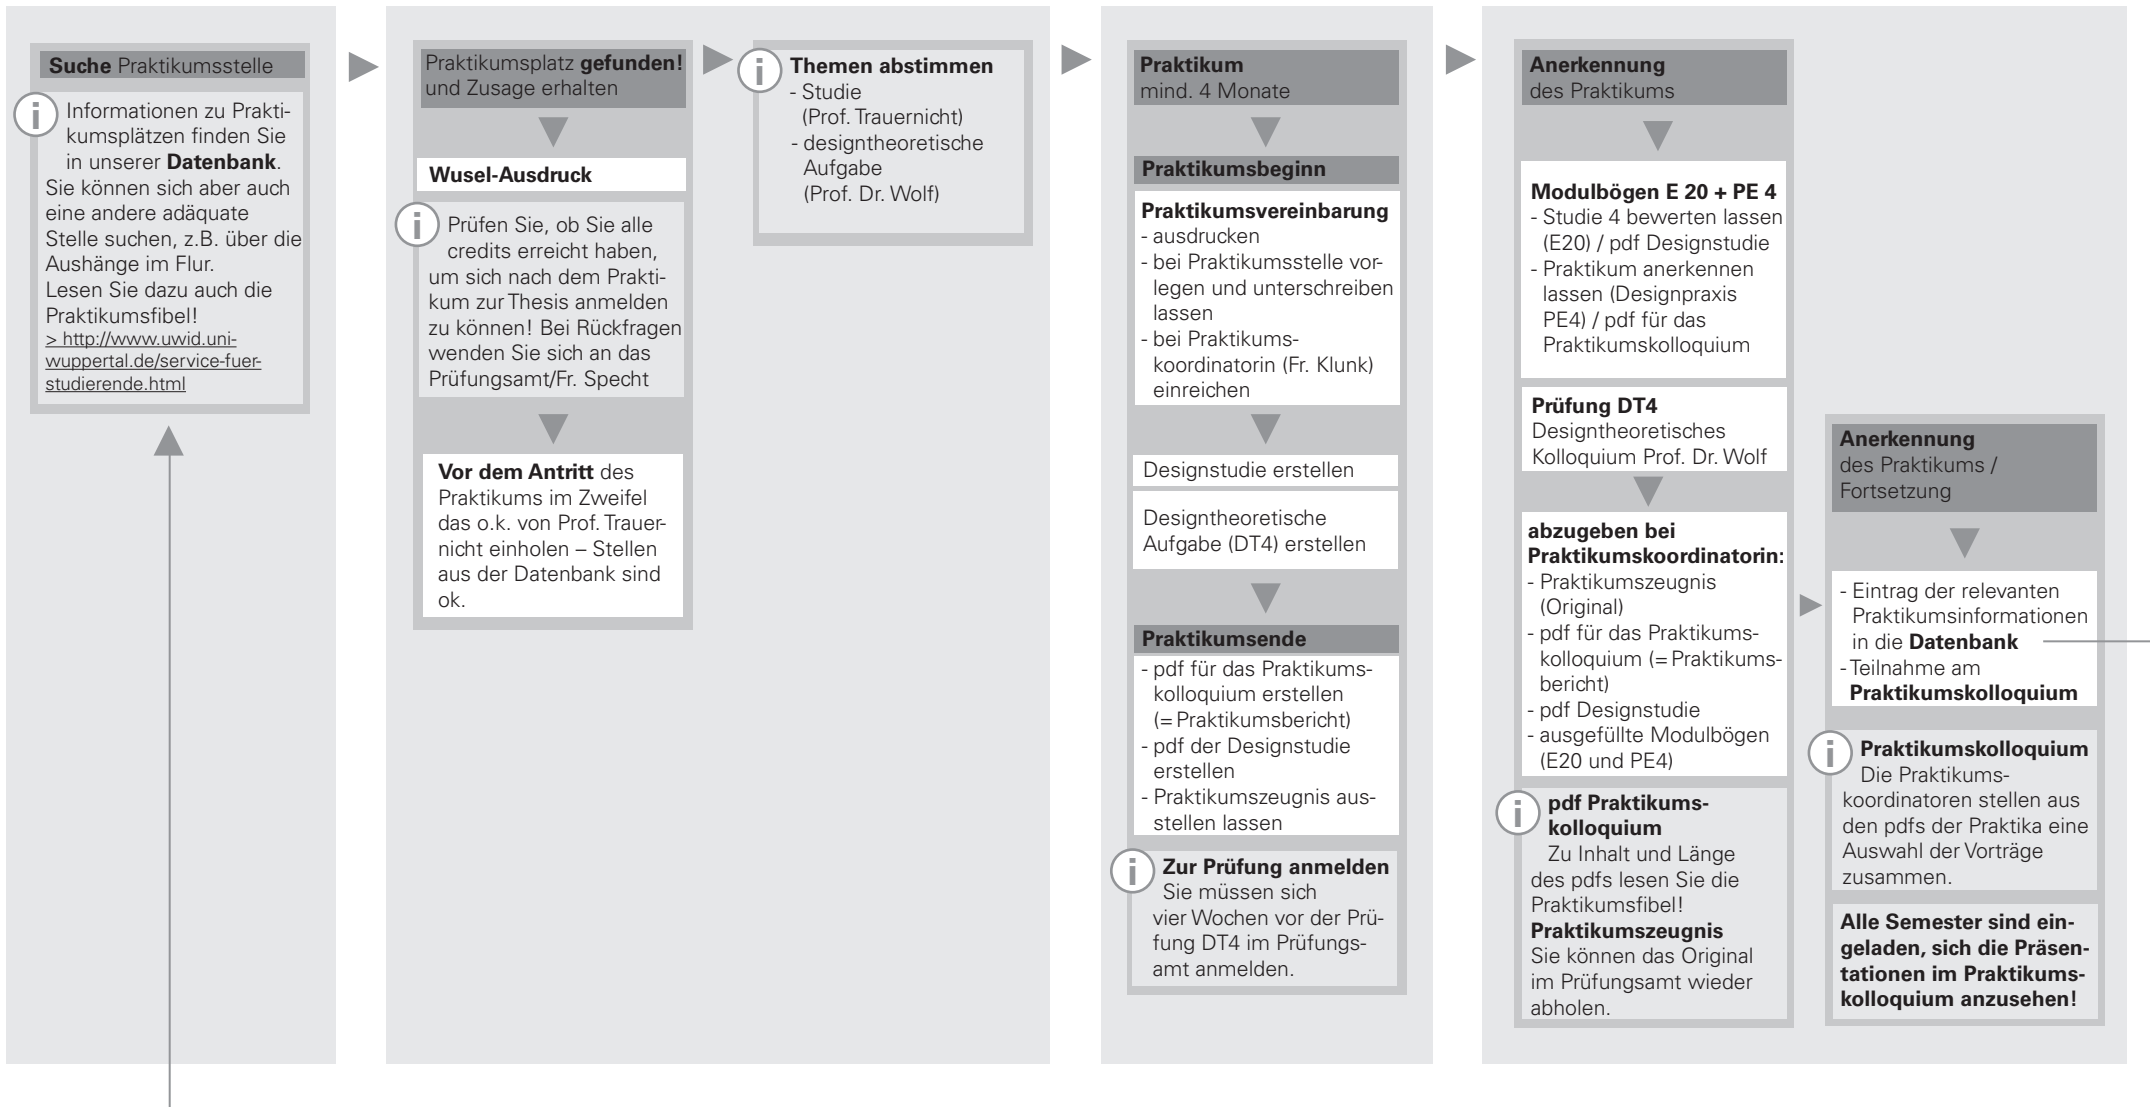 Suche Praktikumsstelle
i
Informationen zu Prakti-
kumsplätzen finden Sie
in unserer Datenbank.
Sie können sich aber auch
eine andere adäquate
Stelle suchen, z.B. über die
Aushänge im Flur.
Lesen Sie dazu auch die
Praktikumsfibel!
> http://www.uwid.uni-
wuppertal.de/service-fuer-
studierende.html
Praktikumsplatz gefunden!
und Zusage erhalten
Wusel-Ausdruck
i
Prüfen Sie, ob Sie alle
credits erreicht haben,
um sich nach dem Prakti-
kum zur Thesis anmelden
zu können! Bei Rückfragen
wenden Sie sich an das
Prüfungsamt/Fr. Specht
Vor dem Antritt des
Praktikums im Zweifel
das o.k. von Prof. Trauer-
nicht einholen – Stellen
aus der Datenbank sind
ok.
i
Themen abstimmen
- Studie
(Prof. Trauernicht)
- designtheoretische
Aufgabe
(Prof. Dr. Wolf)
Praktikum
mind. 4 Monate
Praktikumsbeginn
Praktikumsvereinbarung
- ausdrucken
- bei Praktikumsstelle vor-
legen und unterschreiben
lassen
- bei Praktikums-
koordinatorin (Fr. Klunk)
einreichen
Designstudie erstellen
Designtheoretische
Aufgabe (DT4) erstellen
Praktikumsende
- pdf für das Praktikums-
kolloquium erstellen
(= Praktikumsbericht)
- pdf der Designstudie
erstellen
- Praktikumszeugnis aus-
stellen lassen
i
Zur Prüfung anmelden
Sie müssen sich
vier Wochen vor der Prü-
fung DT4 im Prüfungs-
amt anmelden.
Anerkennung
des Praktikums
Modulbögen E 20 + PE 4
- Studie 4 bewerten lassen
(E20) / pdf Designstudie
- Praktikum anerkennen
lassen (Designpraxis
PE4) / pdf für das
Praktikumskolloquium
Prüfung DT4
Designtheoretisches
Kolloquium Prof. Dr. Wolf
abzugeben bei
Praktikumskoordinatorin:
- Praktikumszeugnis
(Original)
- pdf für das Praktikums-
kolloquium (= Praktikums-
bericht)
- pdf Designstudie
- ausgefüllte Modulbögen
(E20 und PE4)
i
pdf Praktikums-
kolloquium
Zu Inhalt und Länge
des pdfs lesen Sie die
Praktikumsfibel!
Praktikumszeugnis
Sie können das Original
im Prüfungsamt wieder
abholen.
Anerkennung
des Praktikums /
Fortsetzung
- Eintrag der relevanten
Praktikumsinformationen
in die Datenbank
- Teilnahme am
Praktikumskolloquium
i
Praktikumskolloquium
Die Praktikums-
koordinatoren stellen aus
den pdfs der Praktika eine
Auswahl der Vorträge
zusammen.
Alle Semester sind ein-
geladen, sich die Präsen-
tationen im Praktikums-
kolloquium anzusehen!